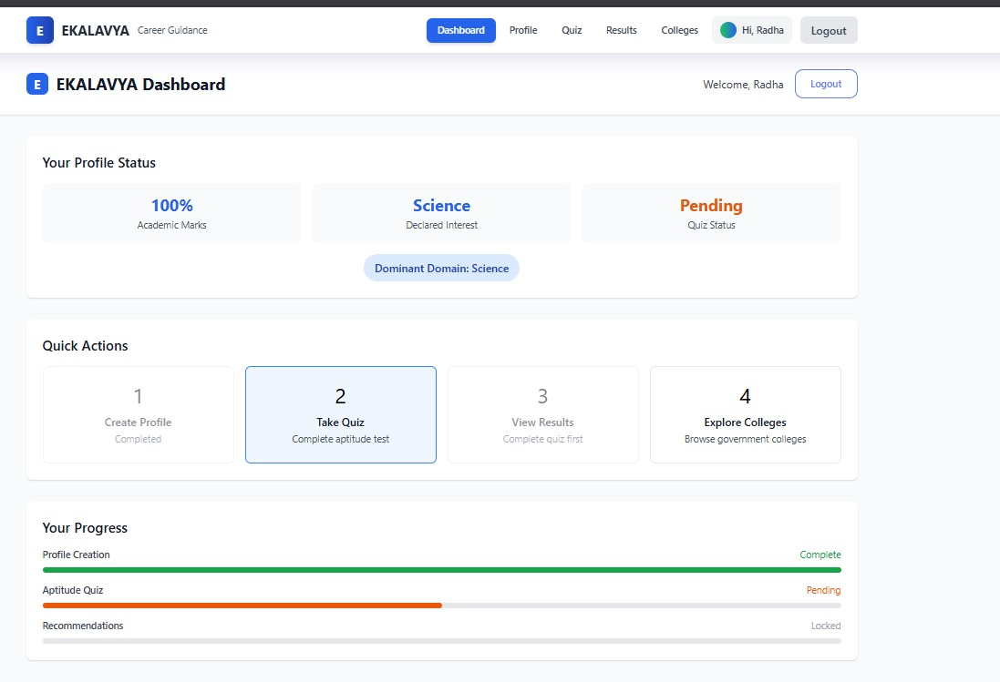 E EKALAVYA Career Guidance Dashboard Profile Quiz Results Colleges Hi, Radha Logout
E EKALAVYA Dashboard Welcome, Radha Logout
Your Profile Status
100% Science Pending
Academic Marks Declared Interest Quiz Status
Dominant Domain: Science
Quick Actions
1 2 3 4
Create Profile Take Quiz View Results Explore Colleges
Completed Complete aptitude test Complete quiz first Browse government colleges
Your Progress
Profile Creation Complete
Aptitude Quiz Pending
Recommendations Locked